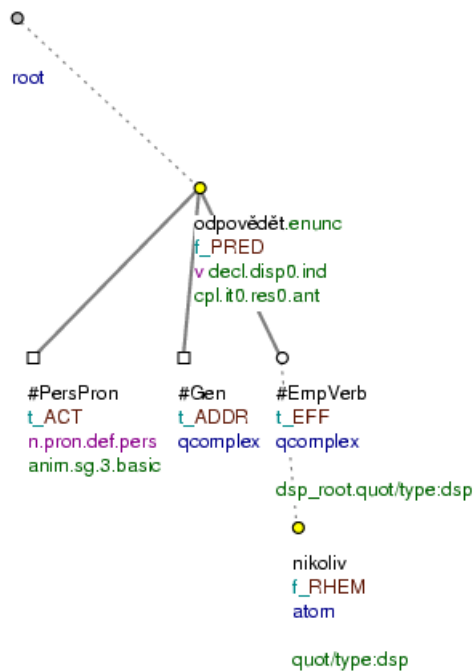 root
odpovědět.enunc
f_PRED
v decl.disp0.ind
cpl.it0.res0.ant
#PersPron
t_ACT
n.pron.def.pers
anim.sg.3.basic
#Gen
t_ADDR
qcomplex
#EmpVerb
t_EFF
qcomplex
dsp_root.quot/type:dsp
nikoliv
f_RHEM
atom
quot/type:dsp